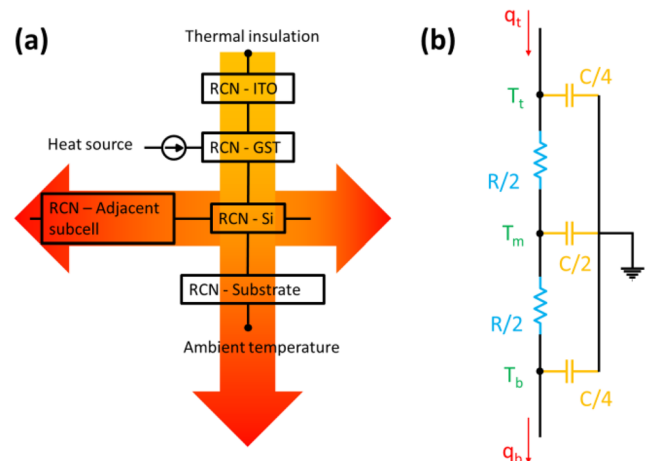 (a)
Thermal insulation
RCN - ITO
Heat source
RCN - GST
RCN – Adjacent
subcell
RCN - Si
RCN - Substrate
Ambient temperature
(b)
qt
C/4
Tt
R/2
Tm
C/2
R/2
Tb
C/4
qb